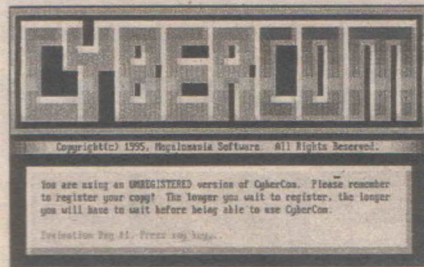 CYBERCOM
Copyright(c) 1995, Megalomania Software. All Rights Reserved.
You are using an UNREGISTERED version of CyberCom. Please remember
to register your copy! The longer you wait to register, the longer
you will have to wait before being able to use CyberCom.
Evaluation Day #1. Press any key...